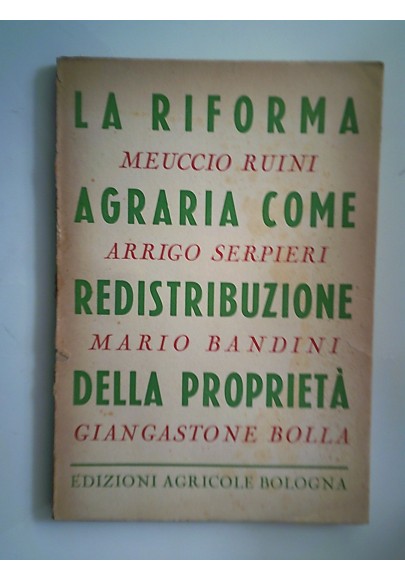 LA RIFORMA
MEUCCIO RUINI
AGRARIA COME
ARRIGO SERPIERI
REDISTRIBUZIONE
MARIO BANDINI
DELLA PROPRIETÀ
GIANGASTONE BOLLA
EDIZIONI AGRICOLE BOLOGNA